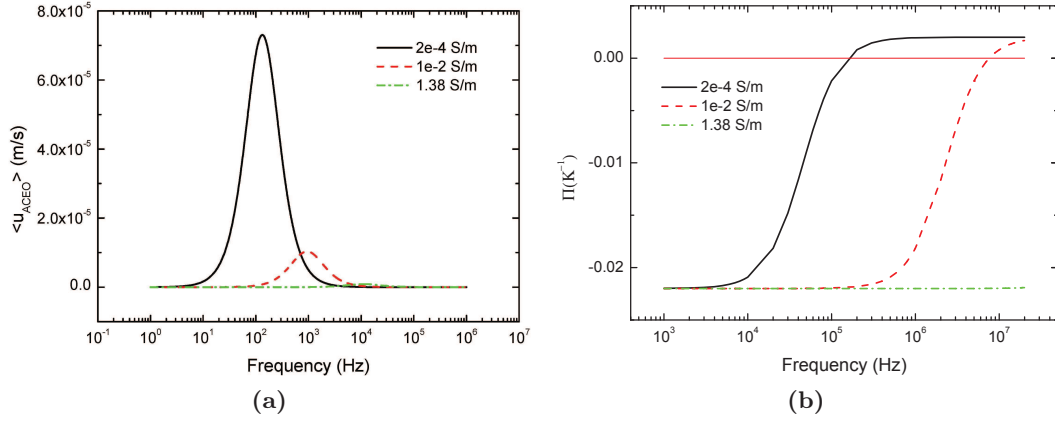 8.0x10⁻⁵
6.0x10⁻⁵
4.0x10⁻⁵
2.0x10⁻⁵
0.0
<u_ACEO> (m/s)
2e-4 S/m
1e-2 S/m
1.38 S/m
10⁻¹ 10⁰ 10¹ 10² 10³ 10⁴ 10⁵ 10⁶ 10⁷
Frequency (Hz)
(a)
0.00
-0.01
-0.02
Π(K⁻¹)
2e-4 S/m
1e-2 S/m
1.38 S/m
10³ 10⁴ 10⁵ 10⁶ 10⁷
Frequency (Hz)
(b)